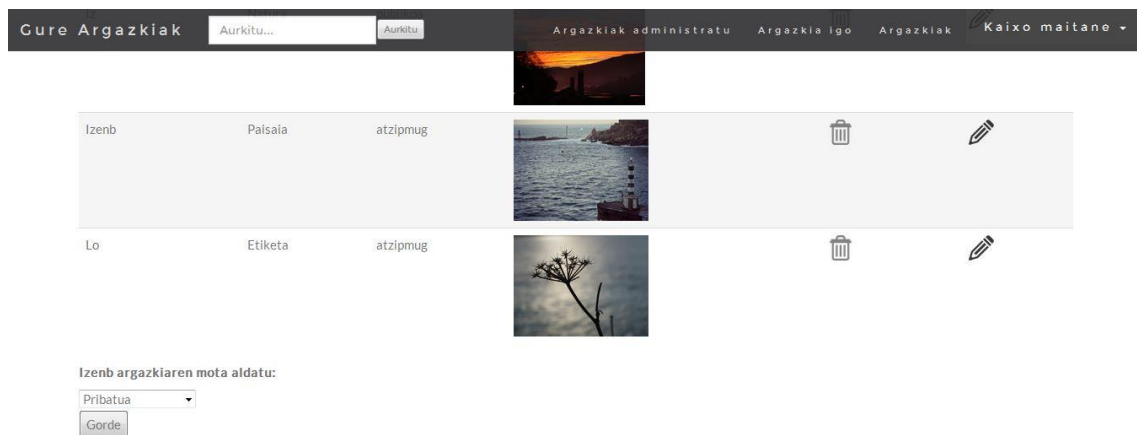 Gure Argazkiak Aurkitu... Aurkitu Argazkiak administratu Argazkia igo Argazkiak Kaixo maitane
Izenb Paisaia atzipmug
Lo Etiketa atzipmug
Izenb argazkiaren mota aldatu:
Pribatua
Gorde